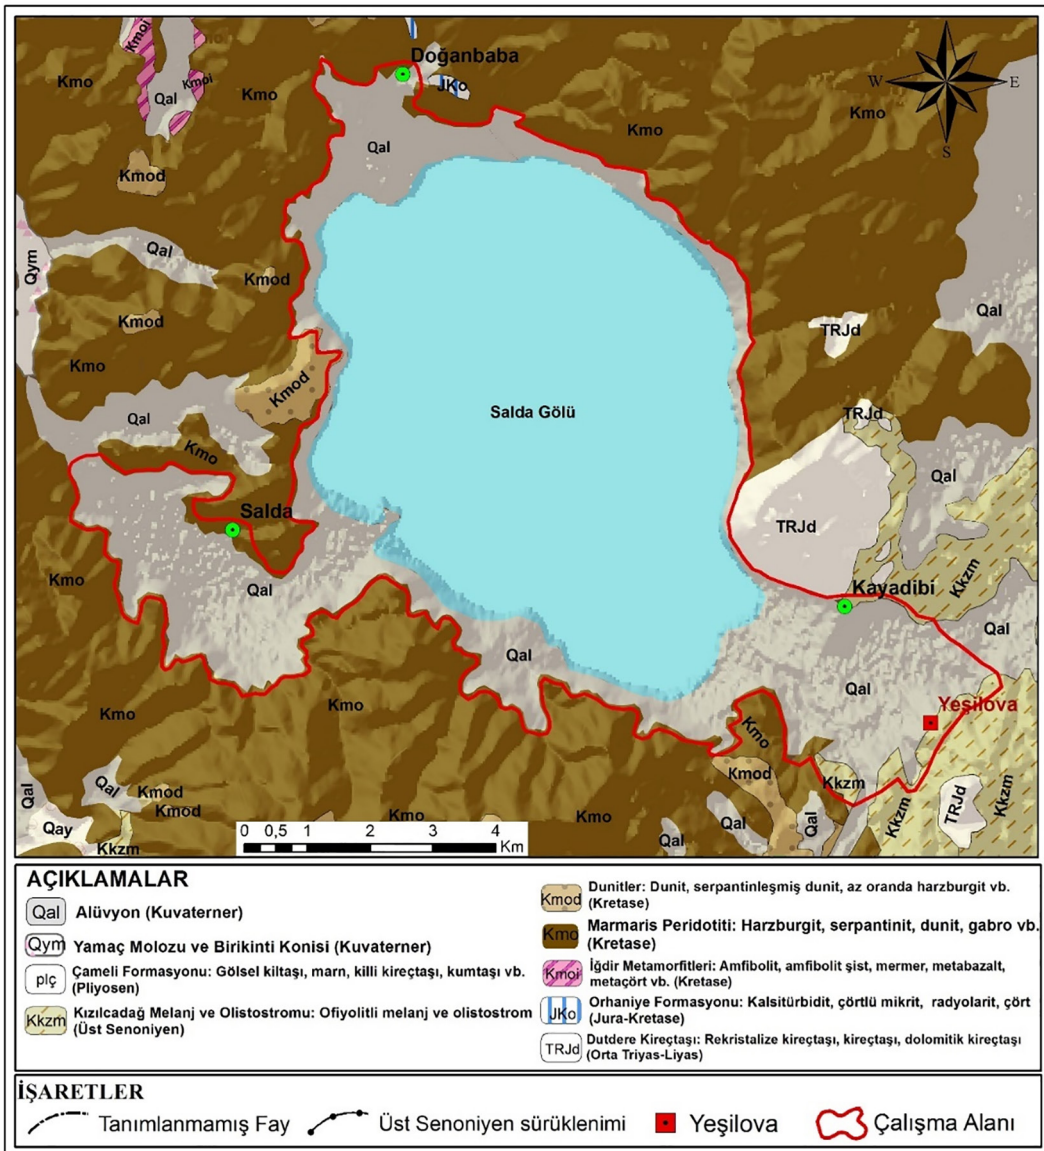 Doğanbaba
Kmoi
Kmo
Kmoi
Qal
Kmo
JKo
Kmo
Kmo
W
E
S
Qal
Kmod
Qal
Qym
Kmod
Kmod
Kmo
Qal
TRJd
Kmod
Qal
Kmo
Salda Gölü
TRJd
Qal
Salda
TRJd
Kmo
Qal
Kayadibi
Kkzm
Qal
Qal
Qal
Yeşilova
Kmo
Kmo
Kmo
Qal
Qal
Kmod
Kmod
Kmod
Kkzm
Kkzm
Kkzm
TRJd
Qay
Kkzm
Kmo
Kmo
Qal
Qal
Qal
0 0,5 1 2 3 4
Km
AÇIKLAMALAR
Qal Alüvyon (Kuvaterner)
Qym Yamaç Molozu ve Birikinti Konisi (Kuvaterner)
plç Çameli Formasyonu: Gölsel kiltaşı, marn, killi kireçtaşı, kumtaşı vb.
(Pliyosen)
Kkzm Kızılcadağ Melanj ve Olistostromu: Ofiyolitli melanj ve olistostrom
(Üst Senoniyen)
Kmod Dunitler: Dunit, serpantinleşmiş dunit, az oranda harzburgit vb.
(Kretase)
Kmo Marmaris Peridotiti: Harzburgit, serpantinit, dunit, gabro vb.
(Kretase)
Kmoi İğdir Metamorfitleri: Amfibolit, amfibolit şist, mermer, metabazalt,
metaçört vb. (Kretase)
JKo Orhaniye Formasyonu: Kalsitürbidit, çörtlü mikrit, radyolarit, çört
(Jura-Kretase)
TRJd Dutdere Kireçtaşı: Rekristalize kireçtaşı, kireçtaşı, dolomitik kireçtaşı
(Orta Triyas-Liyas)
İŞARETLER
Tanımlanmamış Fay
Üst Senoniyen sürüklenimi
Yeşilova
Çalışma Alanı